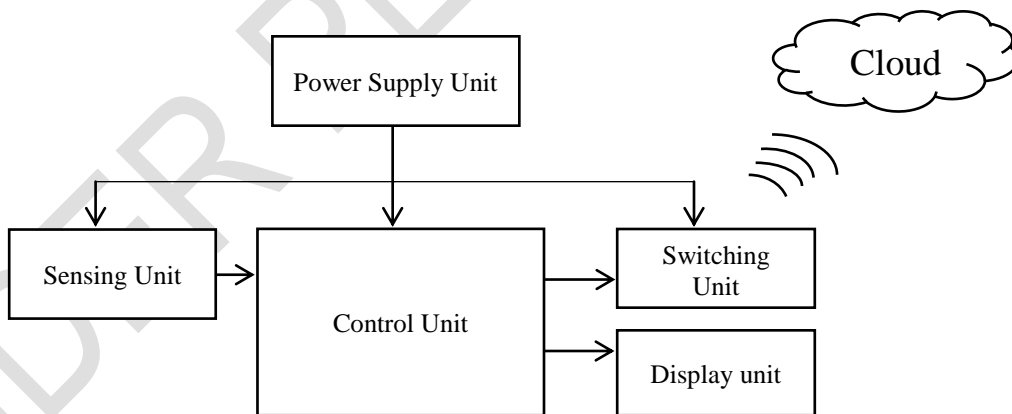 Cloud
Power Supply Unit
Sensing Unit
Control Unit
Switching
Unit
Display unit